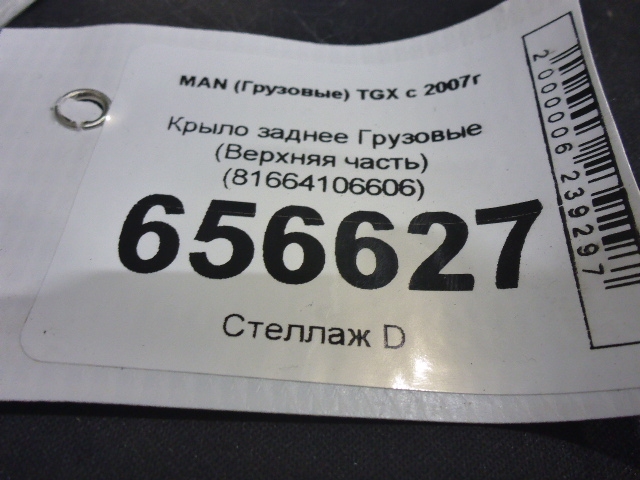 MAN (Грузовые) TGX с 2007г
Крыло заднее Грузовые
(Верхняя часть)
(81664106606)
656627
Стеллаж D
2000006239297